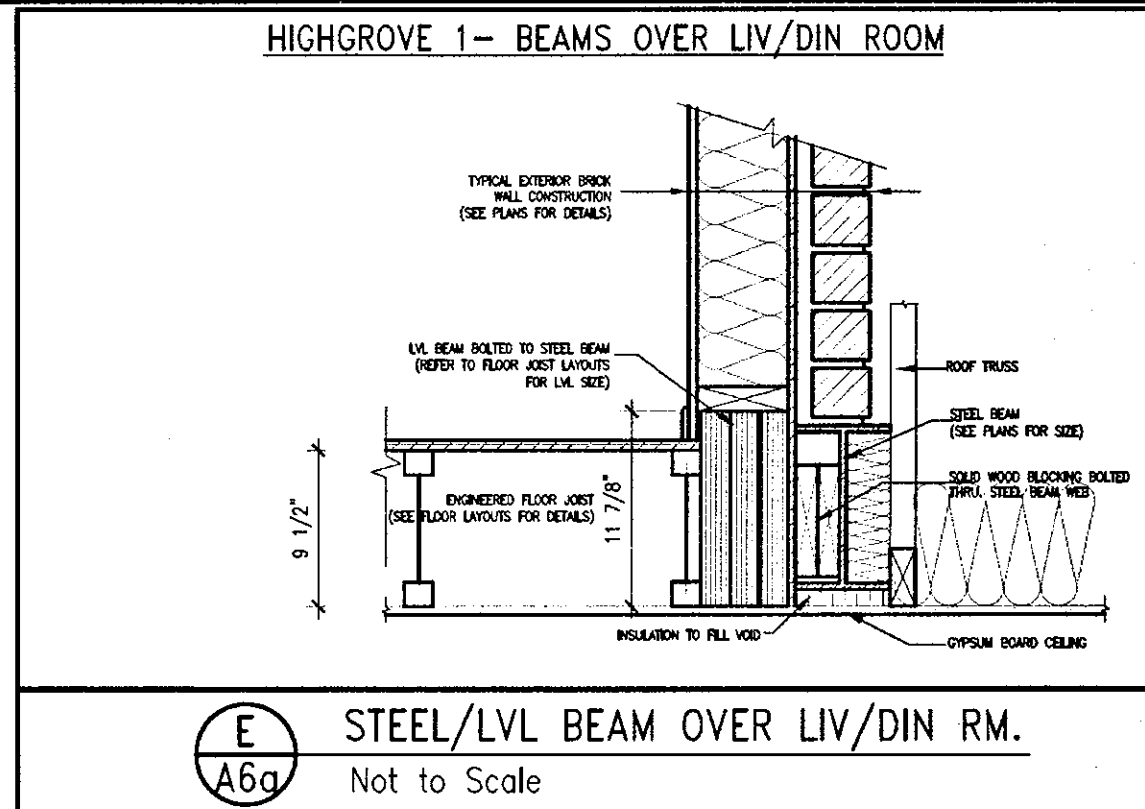 HIGHGROVE 1- BEAMS OVER LIV/DIN ROOM
TYPICAL EXTERIOR BRICK
WALL CONSTRUCTION
(SEE PLANS FOR DETAILS)
LVL BEAM BOLTED TO STEEL BEAM
(REFER TO FLOOR JOIST LAYOUTS
FOR LVL SIZE)
ROOF TRUSS
STEEL BEAM
(SEE PLANS FOR SIZE)
SOLID WOOD BLOCKING BOLTED
THRU. STEEL BEAM WEB
ENGINEERED FLOOR JOIST
(SEE FLOOR LAYOUTS FOR DETAILS)
9 1/2"
11 7/8"
INSULATION TO FILL VOID
GYPSUM BOARD CEILING
E
A6a
STEEL/LVL BEAM OVER LIV/DIN RM.
Not to Scale